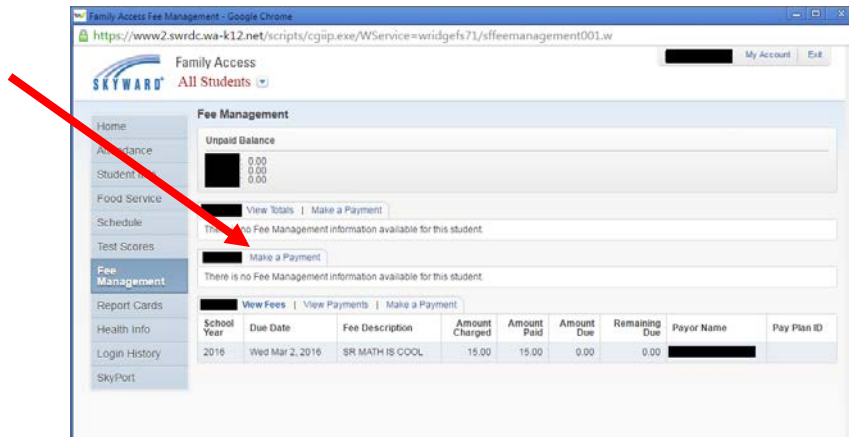 Family Access Fee Management - Google Chrome
https://www2.swrdc.wa-k12.net/scripts/cgiip.exe/WService=wridgefs71/sffeemanagement001.w
Family Access
My Account Exit
SKYWARD All Students
Home
Attendance
Student Info
Food Service
Schedule
Test Scores
Fee Management
Report Cards
Health Info
Login History
SkyPort
Fee Management
Unpaid Balance
0.00
0.00
0.00
View Totals | Make a Payment
There is no Fee Management information available for this student.
Make a Payment
There is no Fee Management information available for this student.
View Fees | View Payments | Make a Payment
School Year Due Date Fee Description Amount Charged Amount Paid Amount Due Remaining Due Payor Name Pay Plan ID
2016 Wed Mar 2, 2016 SR MATH IS COOL 15.00 15.00 0.00 0.00